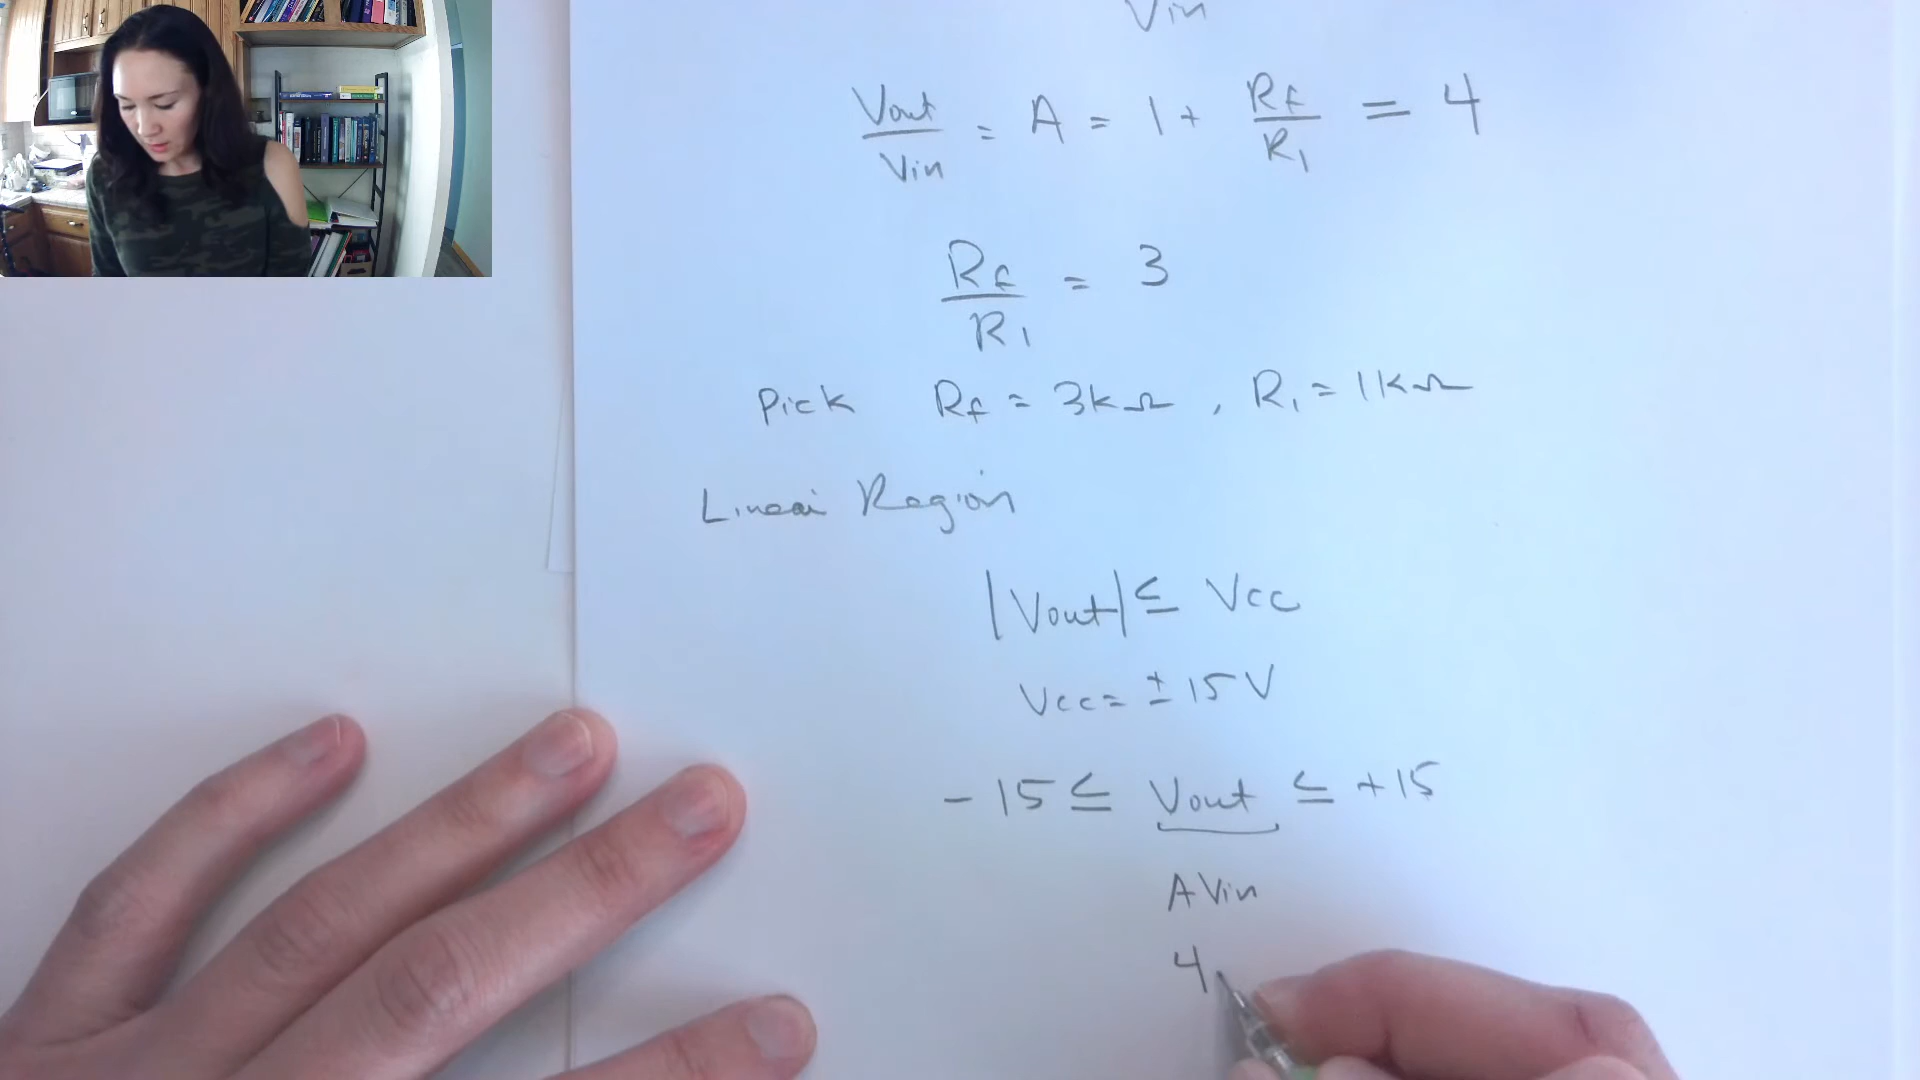 Vin
Vout/Vin = A = 1 + Rf/R1 = 4
Rf/R1 = 3
Pick Rf = 3kΩ, R1 = 1kΩ
Linear Region
|Vout| ≤ Vcc
Vcc = ± 15V
-15 ≤ Vout ≤ +15
AVin
4